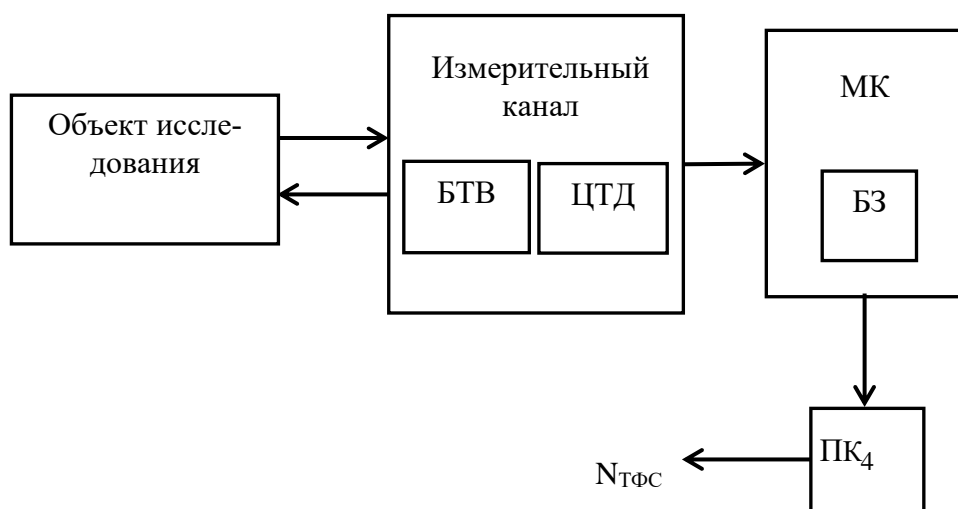 Объект иссле-
дования
Измерительный
канал
БТВ
ЦТД
МК
БЗ
ПК4
NТФС